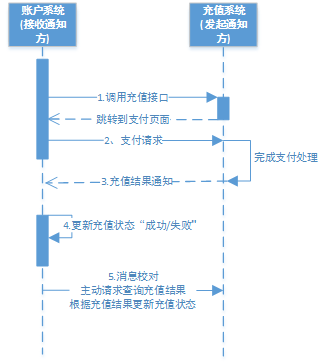 账户系统
(接收通知
方)
充值系统
(发起通知
方)
1.调用充值接口
跳转到支付页面
2、支付请求
完成支付处理
3.充值结果通知
4.更新充值状态“成功/失败”
5.消息校对
主动请求查询充值结果
根据充值结果更新充值状态